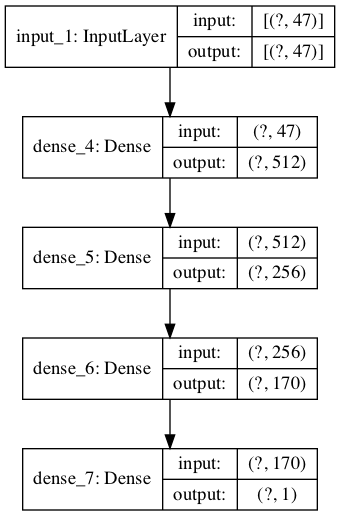 input_1: InputLayer
input: [(?, 47)]
output: [(?, 47)]
dense_4: Dense
input: (?, 47)
output: (?, 512)
dense_5: Dense
input: (?, 512)
output: (?, 256)
dense_6: Dense
input: (?, 256)
output: (?, 170)
dense_7: Dense
input: (?, 170)
output: (?, 1)